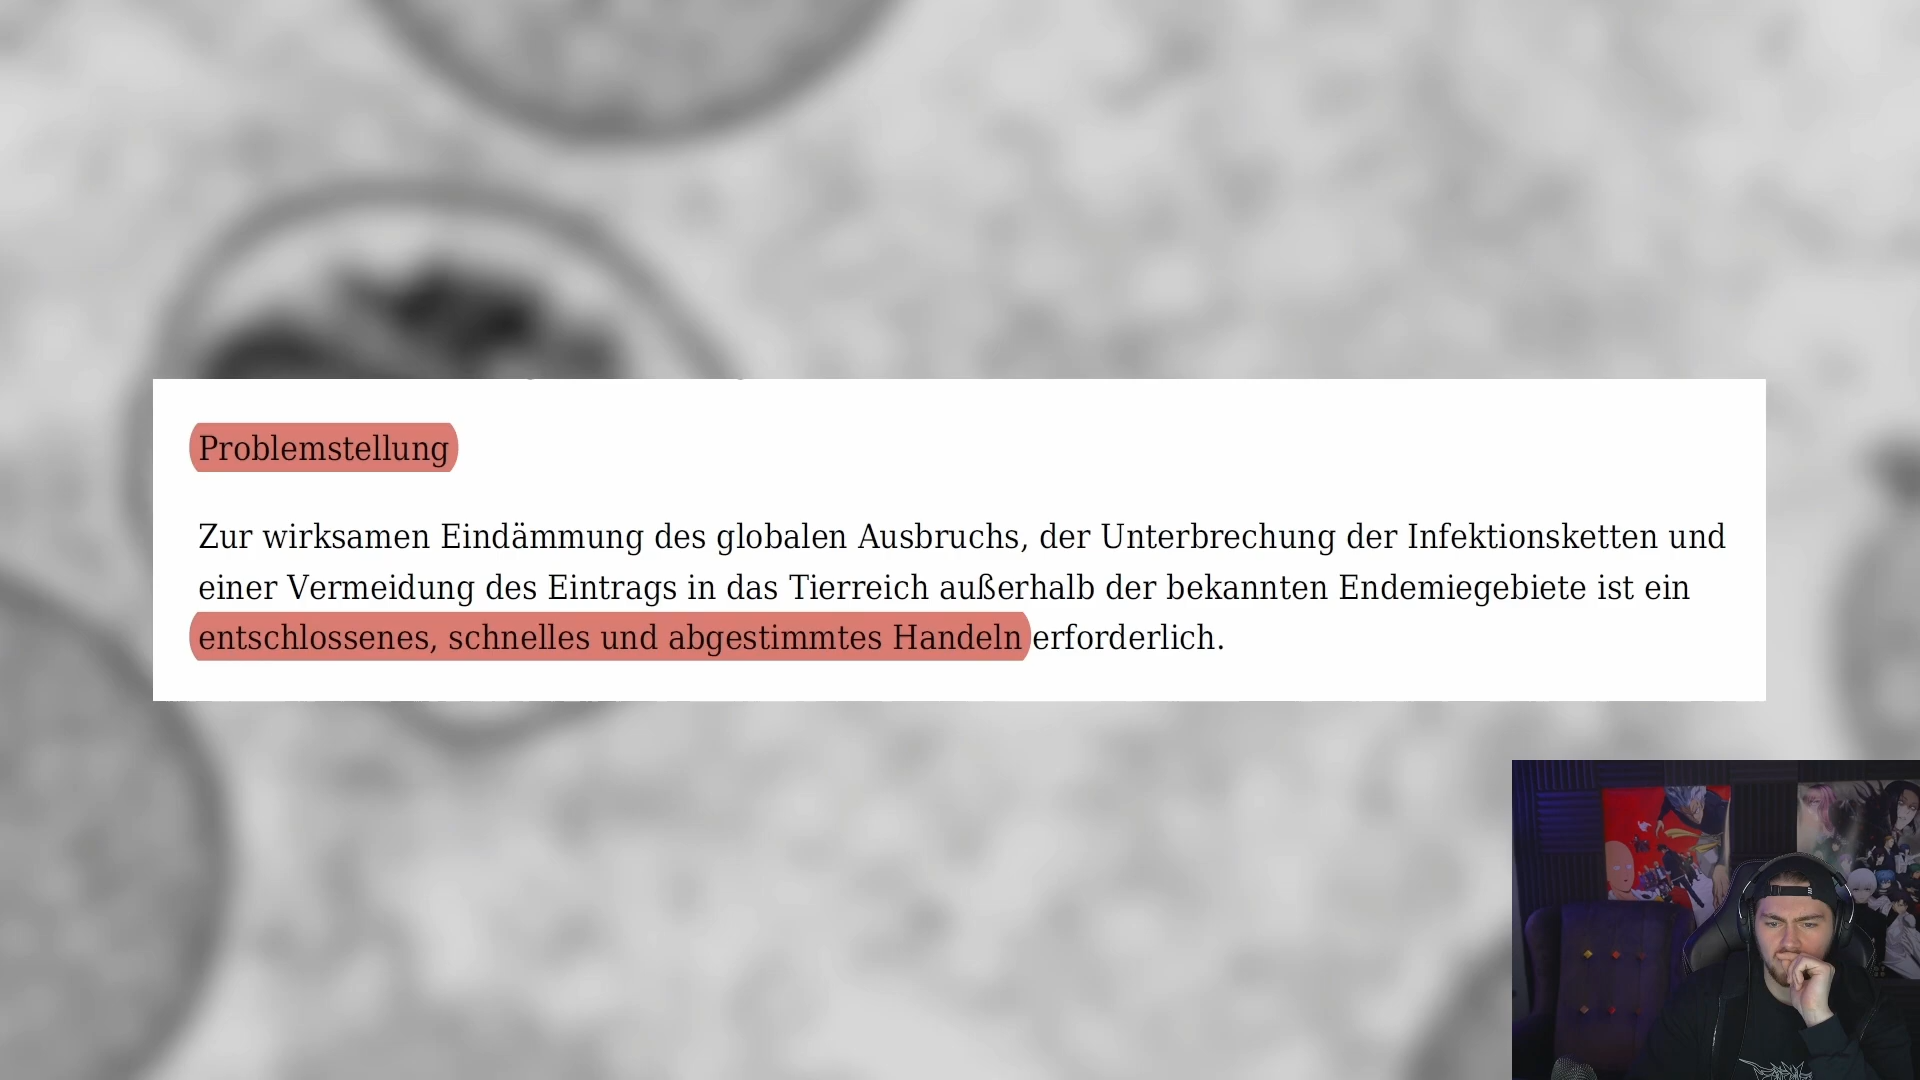 Problemstellung
Zur wirksamen Eindämmung des globalen Ausbruchs, der Unterbrechung der Infektionsketten und
einer Vermeidung des Eintrags in das Tierreich außerhalb der bekannten Endemiegebiete ist ein
entschlossenes, schnelles und abgestimmtes Handeln erforderlich.